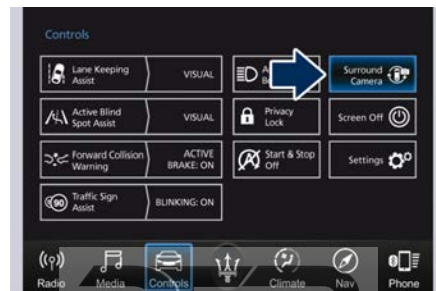 Controls
Lane Keeping
Assist
VISUAL
Surround
Camera
Active Blind
Spot Assist
VISUAL
Privacy
Lock
Screen Off
Forward Collision
Warning
ACTIVE
BRAKE: ON
Start & Stop
Off
Settings
90
Traffic Sign
Assist
BLINKING: ON
Radio
Media
Controls
Climate
Nav
Phone